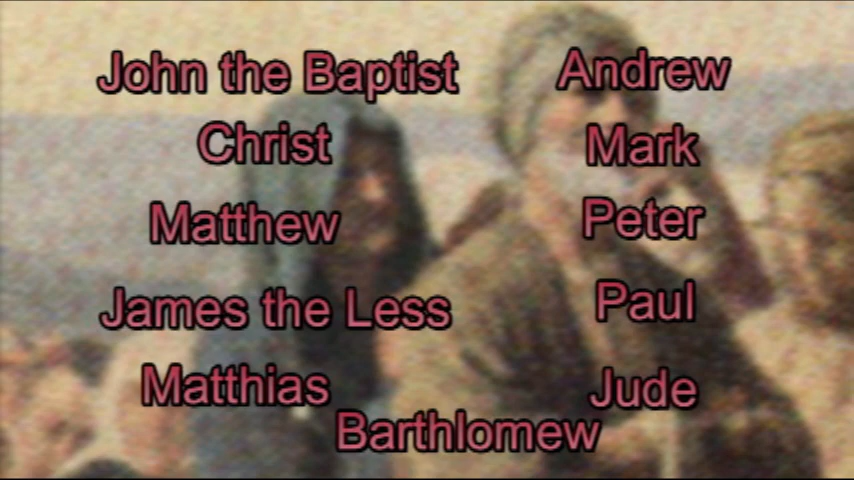 John the Baptist
Andrew
Christ
Mark
Matthew
Peter
James the Less
Paul
Matthias
Jude
Barthlomew